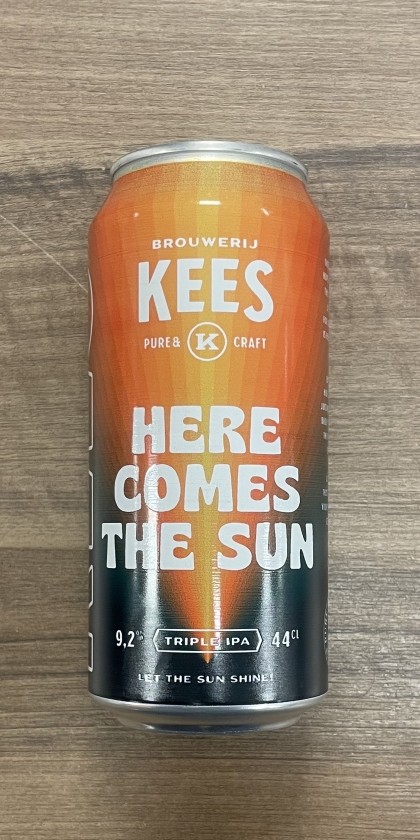 BROUWERIJ
KEES
PURE & K CRAFT
HERE
COMES
THE SUN
9,2% TRIPLE IPA 44CL
LET THE SUN SHINE!